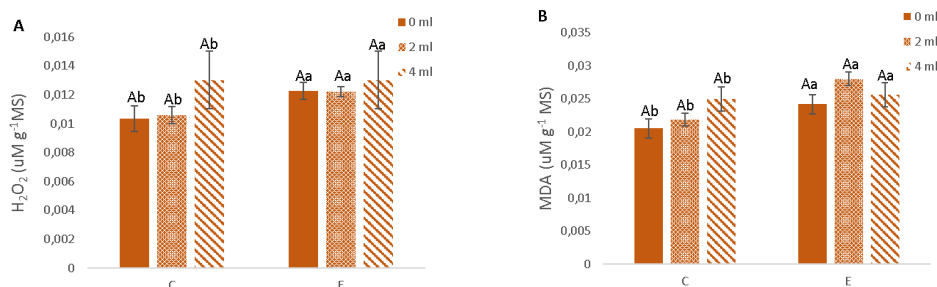 A
0 ml
2 ml
4 ml
H₂O₂ (uM g⁻¹MS)
0,016
0,014
0,012
0,01
0,008
0,006
0,004
0,002
0
Ab
Ab
Ab
Aa
Aa
Aa
C
E
B
0 ml
2 ml
4 ml
MDA (uM g⁻¹ MS)
0,035
0,03
0,025
0,02
0,015
0,01
0,005
0
Ab
Ab
Ab
Aa
Aa
Aa
C
E